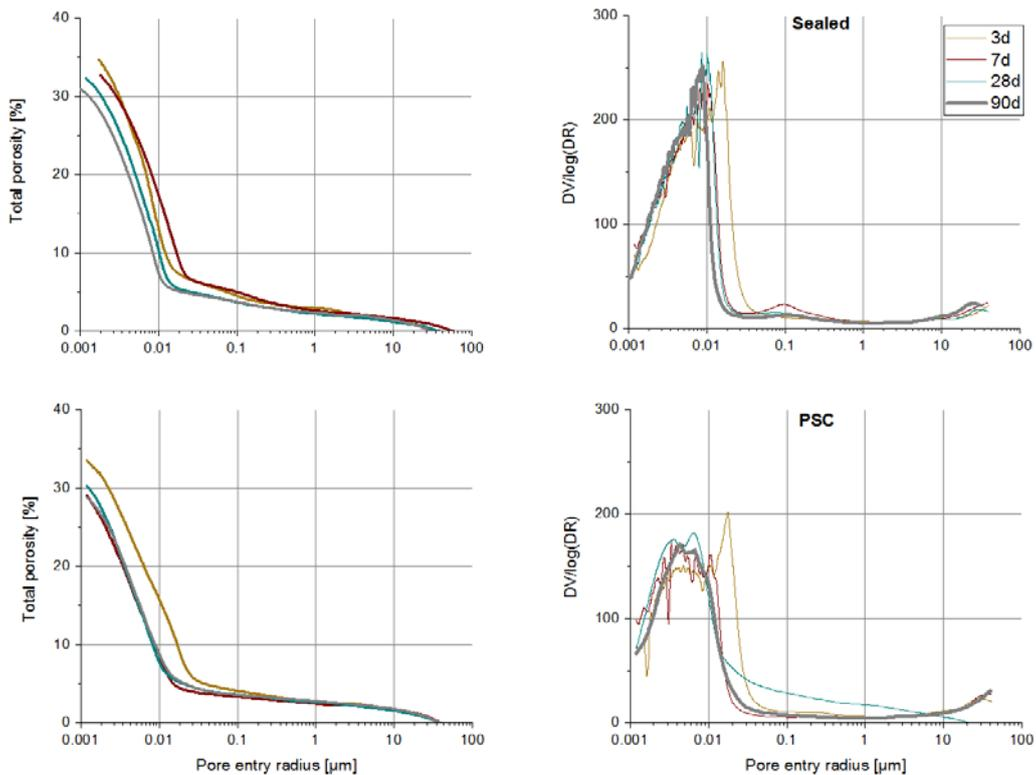 40
30
20
10
0
0.001 0.01 0.1 1 10 100
Total porosity [%]
300
200
100
0
0.001 0.01 0.1 1 10 100
DV/log(DR)
Sealed
3d
7d
28d
90d
40
30
20
10
0
0.001 0.01 0.1 1 10 100
Total porosity [%]
Pore entry radius [µm]
300
200
100
0
0.001 0.01 0.1 1 10 100
DV/log(DR)
PSC
Pore entry radius [µm]